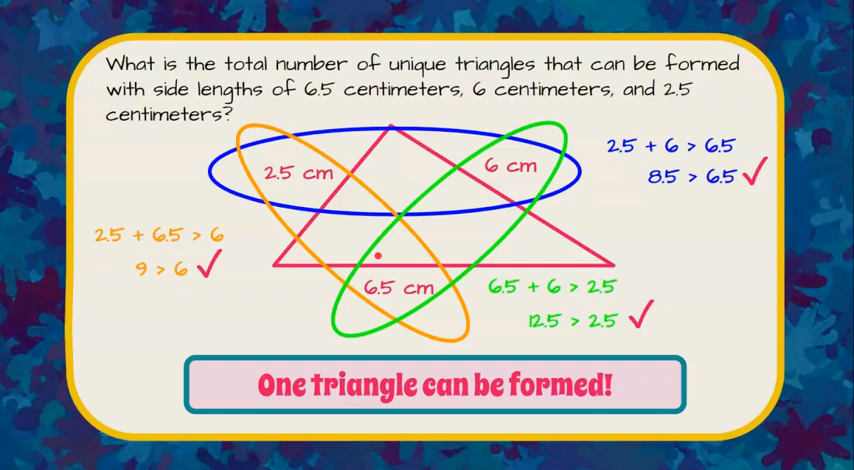 What is the total number of unique triangles that can be formed
with side lengths of 6.5 centimeters, 6 centimeters, and 2.5
centimeters?
2.5 + 6 > 6.5
8.5 > 6.5
2.5 cm
6 cm
2.5 + 6.5 > 6
9 > 6
6.5 cm
6.5 + 6 > 2.5
12.5 > 2.5
One triangle can be formed!